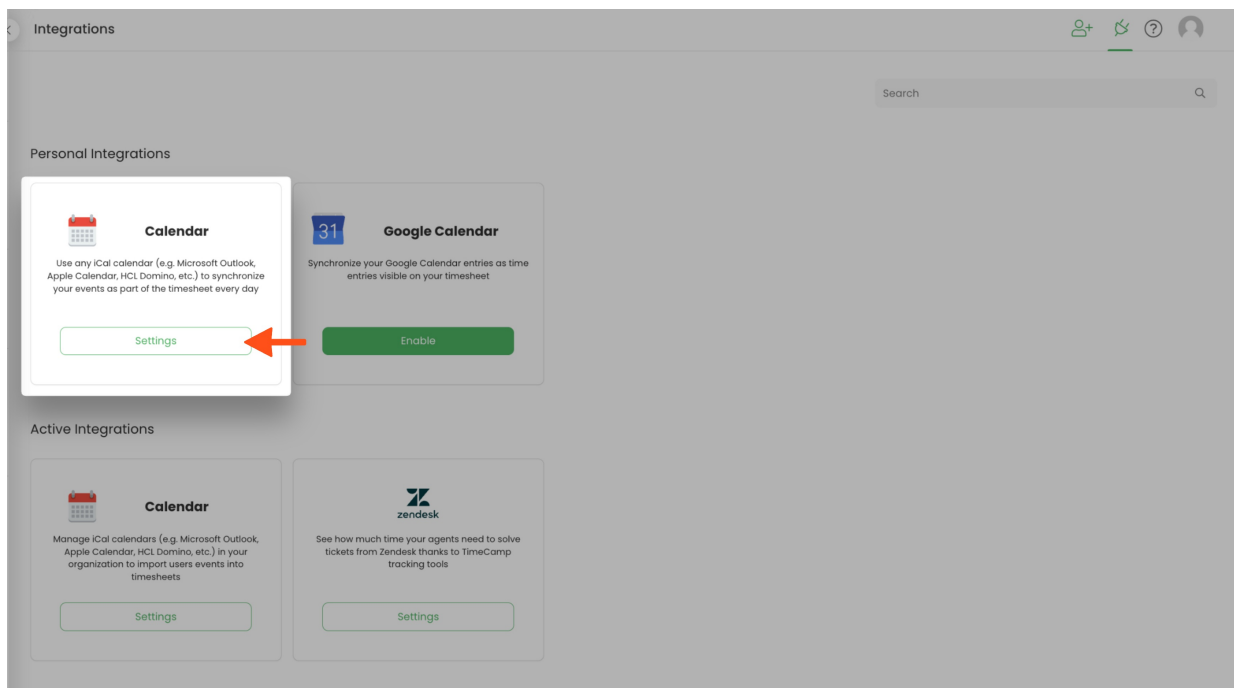 Integrations
Search
Personal Integrations
Calendar
Use any iCal calendar (e.g. Microsoft Outlook,
Apple Calendar, HCL Domino, etc.) to synchronize
your events as part of the timesheet every day
Settings
31
Google Calendar
Synchronize your Google Calendar entries as time
entries visible on your timesheet
Enable
Active Integrations
Calendar
Manage iCal calendars (e.g. Microsoft Outlook,
Apple Calendar, HCL Domino, etc.) in your
organization to import users events into
timesheets
Settings
zendesk
See how much time your agents need to solve
tickets from Zendesk thanks to TimeCamp
tracking tools
Settings